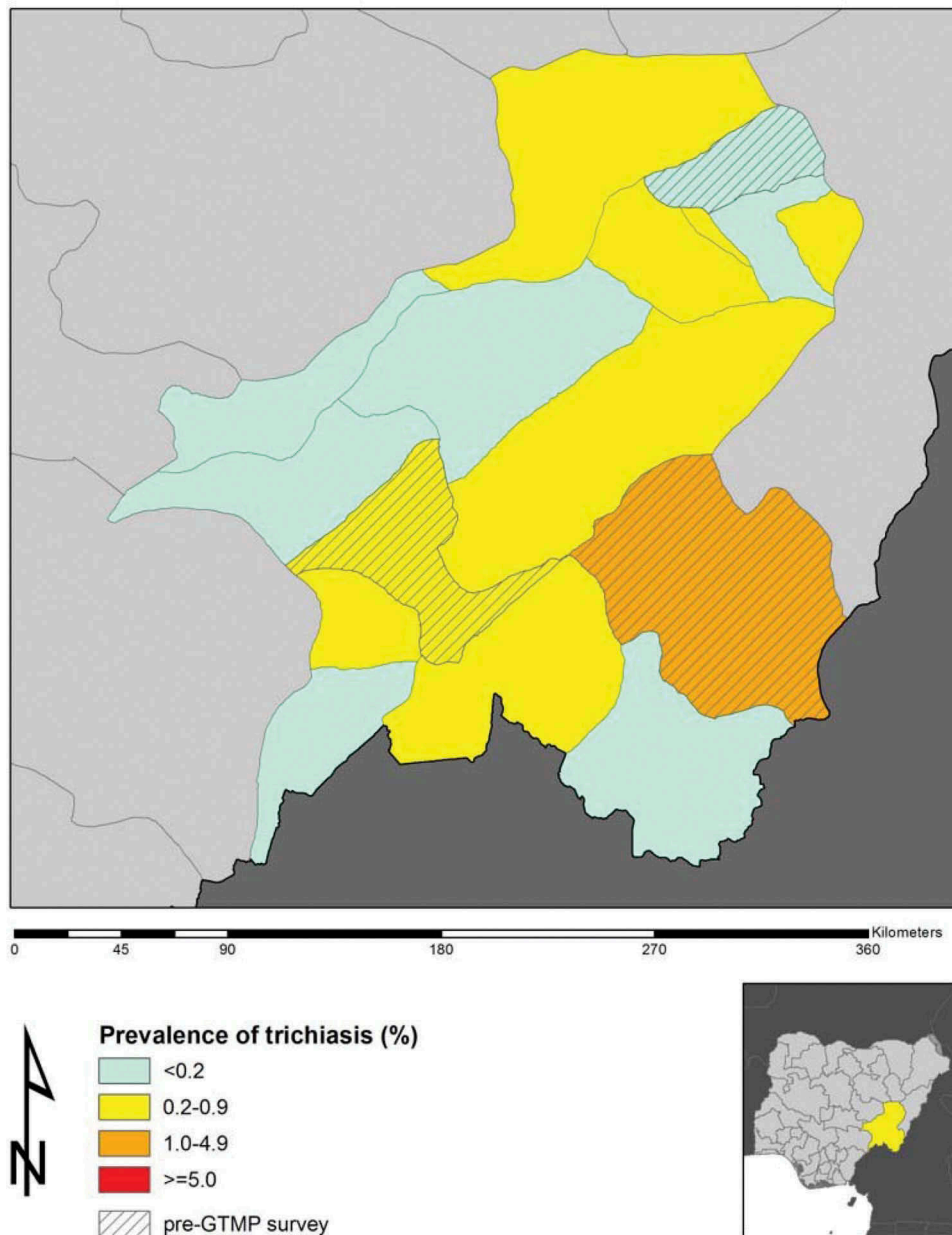 Kilometers
0 45 90 180 270 360
N
Prevalence of trichiasis (%)
<0.2
0.2-0.9
1.0-4.9
>=5.0
pre-GTMP survey